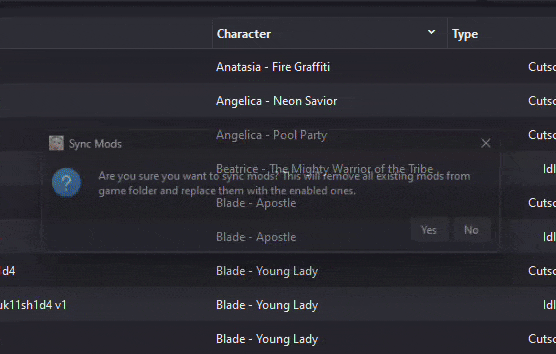 Character Type
Anatasia - Fire Graffiti Cutsc
Angelica - Neon Savior Cutsc
Angelica - Pool Party Cutsc
Sync Mods
Beatrice - The Mighty Warrior of the Tribe Idl
Are you sure you want to sync mods? This will remove all existing mods from
game folder and replace them with the enabled ones.
Blade - Apostle Cutsc
Yes No
Blade - Apostle Idl
1d4 Blade - Young Lady Cutsc
uk11sh1d4 v1 Blade - Young Lady Idl
Blade - Young Lady Cutsc